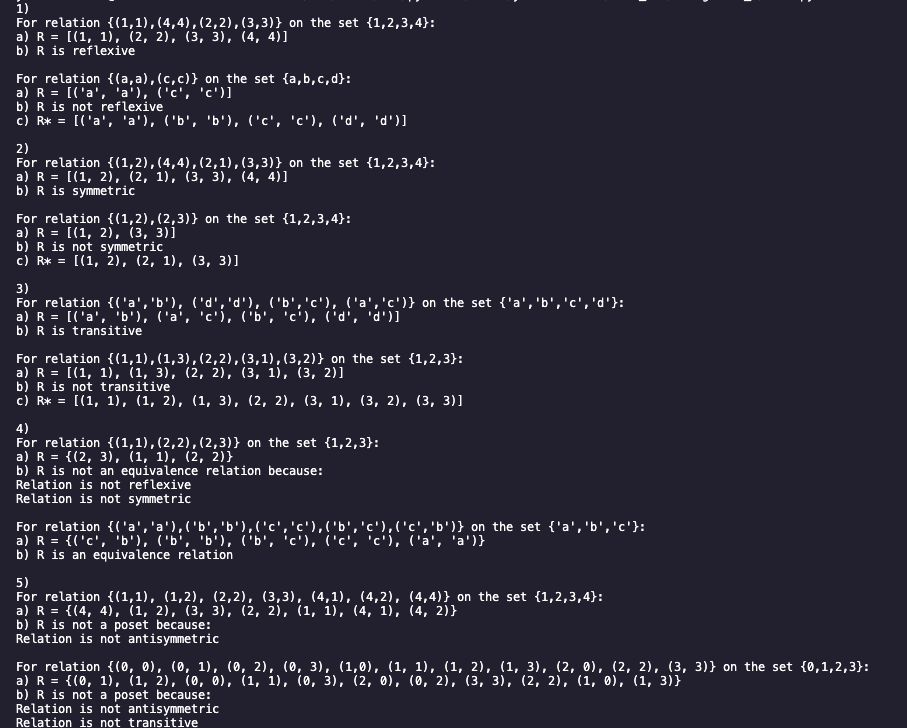 1)
For relation {(1,1),(4,4),(2,2),(3,3)} on the set {1,2,3,4}:
a) R = [(1, 1), (2, 2), (3, 3), (4, 4)]
b) R is reflexive
For relation {(a,a),(c,c)} on the set {a,b,c,d}:
a) R = [('a', 'a'), ('c', 'c')]
b) R is not reflexive
c) R* = [('a', 'a'), ('b', 'b'), ('c', 'c'), ('d', 'd')]
2)
For relation {(1,2),(4,4),(2,1),(3,3)} on the set {1,2,3,4}:
a) R = [(1, 2), (2, 1), (3, 3), (4, 4)]
b) R is symmetric
For relation {(1,2),(2,3)} on the set {1,2,3,4}:
a) R = [(1, 2), (3, 3)]
b) R is not symmetric
c) R* = [(1, 2), (2, 1), (3, 3)]
3)
For relation {('a','b'), ('d','d'), ('b','c'), ('a','c')} on the set {'a','b','c','d'}:
a) R = [('a', 'b'), ('a', 'c'), ('b', 'c'), ('d', 'd')]
b) R is transitive
For relation {(1,1),(1,3),(2,2),(3,1),(3,2)} on the set {1,2,3}:
a) R = [(1, 1), (1, 3), (2, 2), (3, 1), (3, 2)]
b) R is not transitive
c) R* = [(1, 1), (1, 2), (1, 3), (2, 2), (3, 1), (3, 2), (3, 3)]
4)
For relation {(1,1),(2,2),(2,3)} on the set {1,2,3}:
a) R = {(2, 3), (1, 1), (2, 2)}
b) R is not an equivalence relation because:
Relation is not reflexive
Relation is not symmetric
For relation {('a','a'),('b','b'),('c','c'),('b','c'),('c','b')} on the set {'a','b','c'}:
a) R = {('c', 'b'), ('b', 'b'), ('b', 'c'), ('c', 'c'), ('a', 'a')}
b) R is an equivalence relation
5)
For relation {(1,1), (1,2), (2,2), (3,3), (4,1), (4,2), (4,4)} on the set {1,2,3,4}:
a) R = {(4, 4), (1, 2), (3, 3), (2, 2), (1, 1), (4, 1), (4, 2)}
b) R is not a poset because:
Relation is not antisymmetric
For relation {(0, 0), (0, 1), (0, 2), (0, 3), (1,0), (1, 1), (1, 2), (1, 3), (2, 0), (2, 2), (3, 3)} on the set {0,1,2,3}:
a) R = {(0, 1), (1, 2), (0, 0), (1, 1), (0, 3), (2, 0), (0, 2), (3, 3), (2, 2), (1, 0), (1, 3)}
b) R is not a poset because:
Relation is not antisymmetric
Relation is not transitive